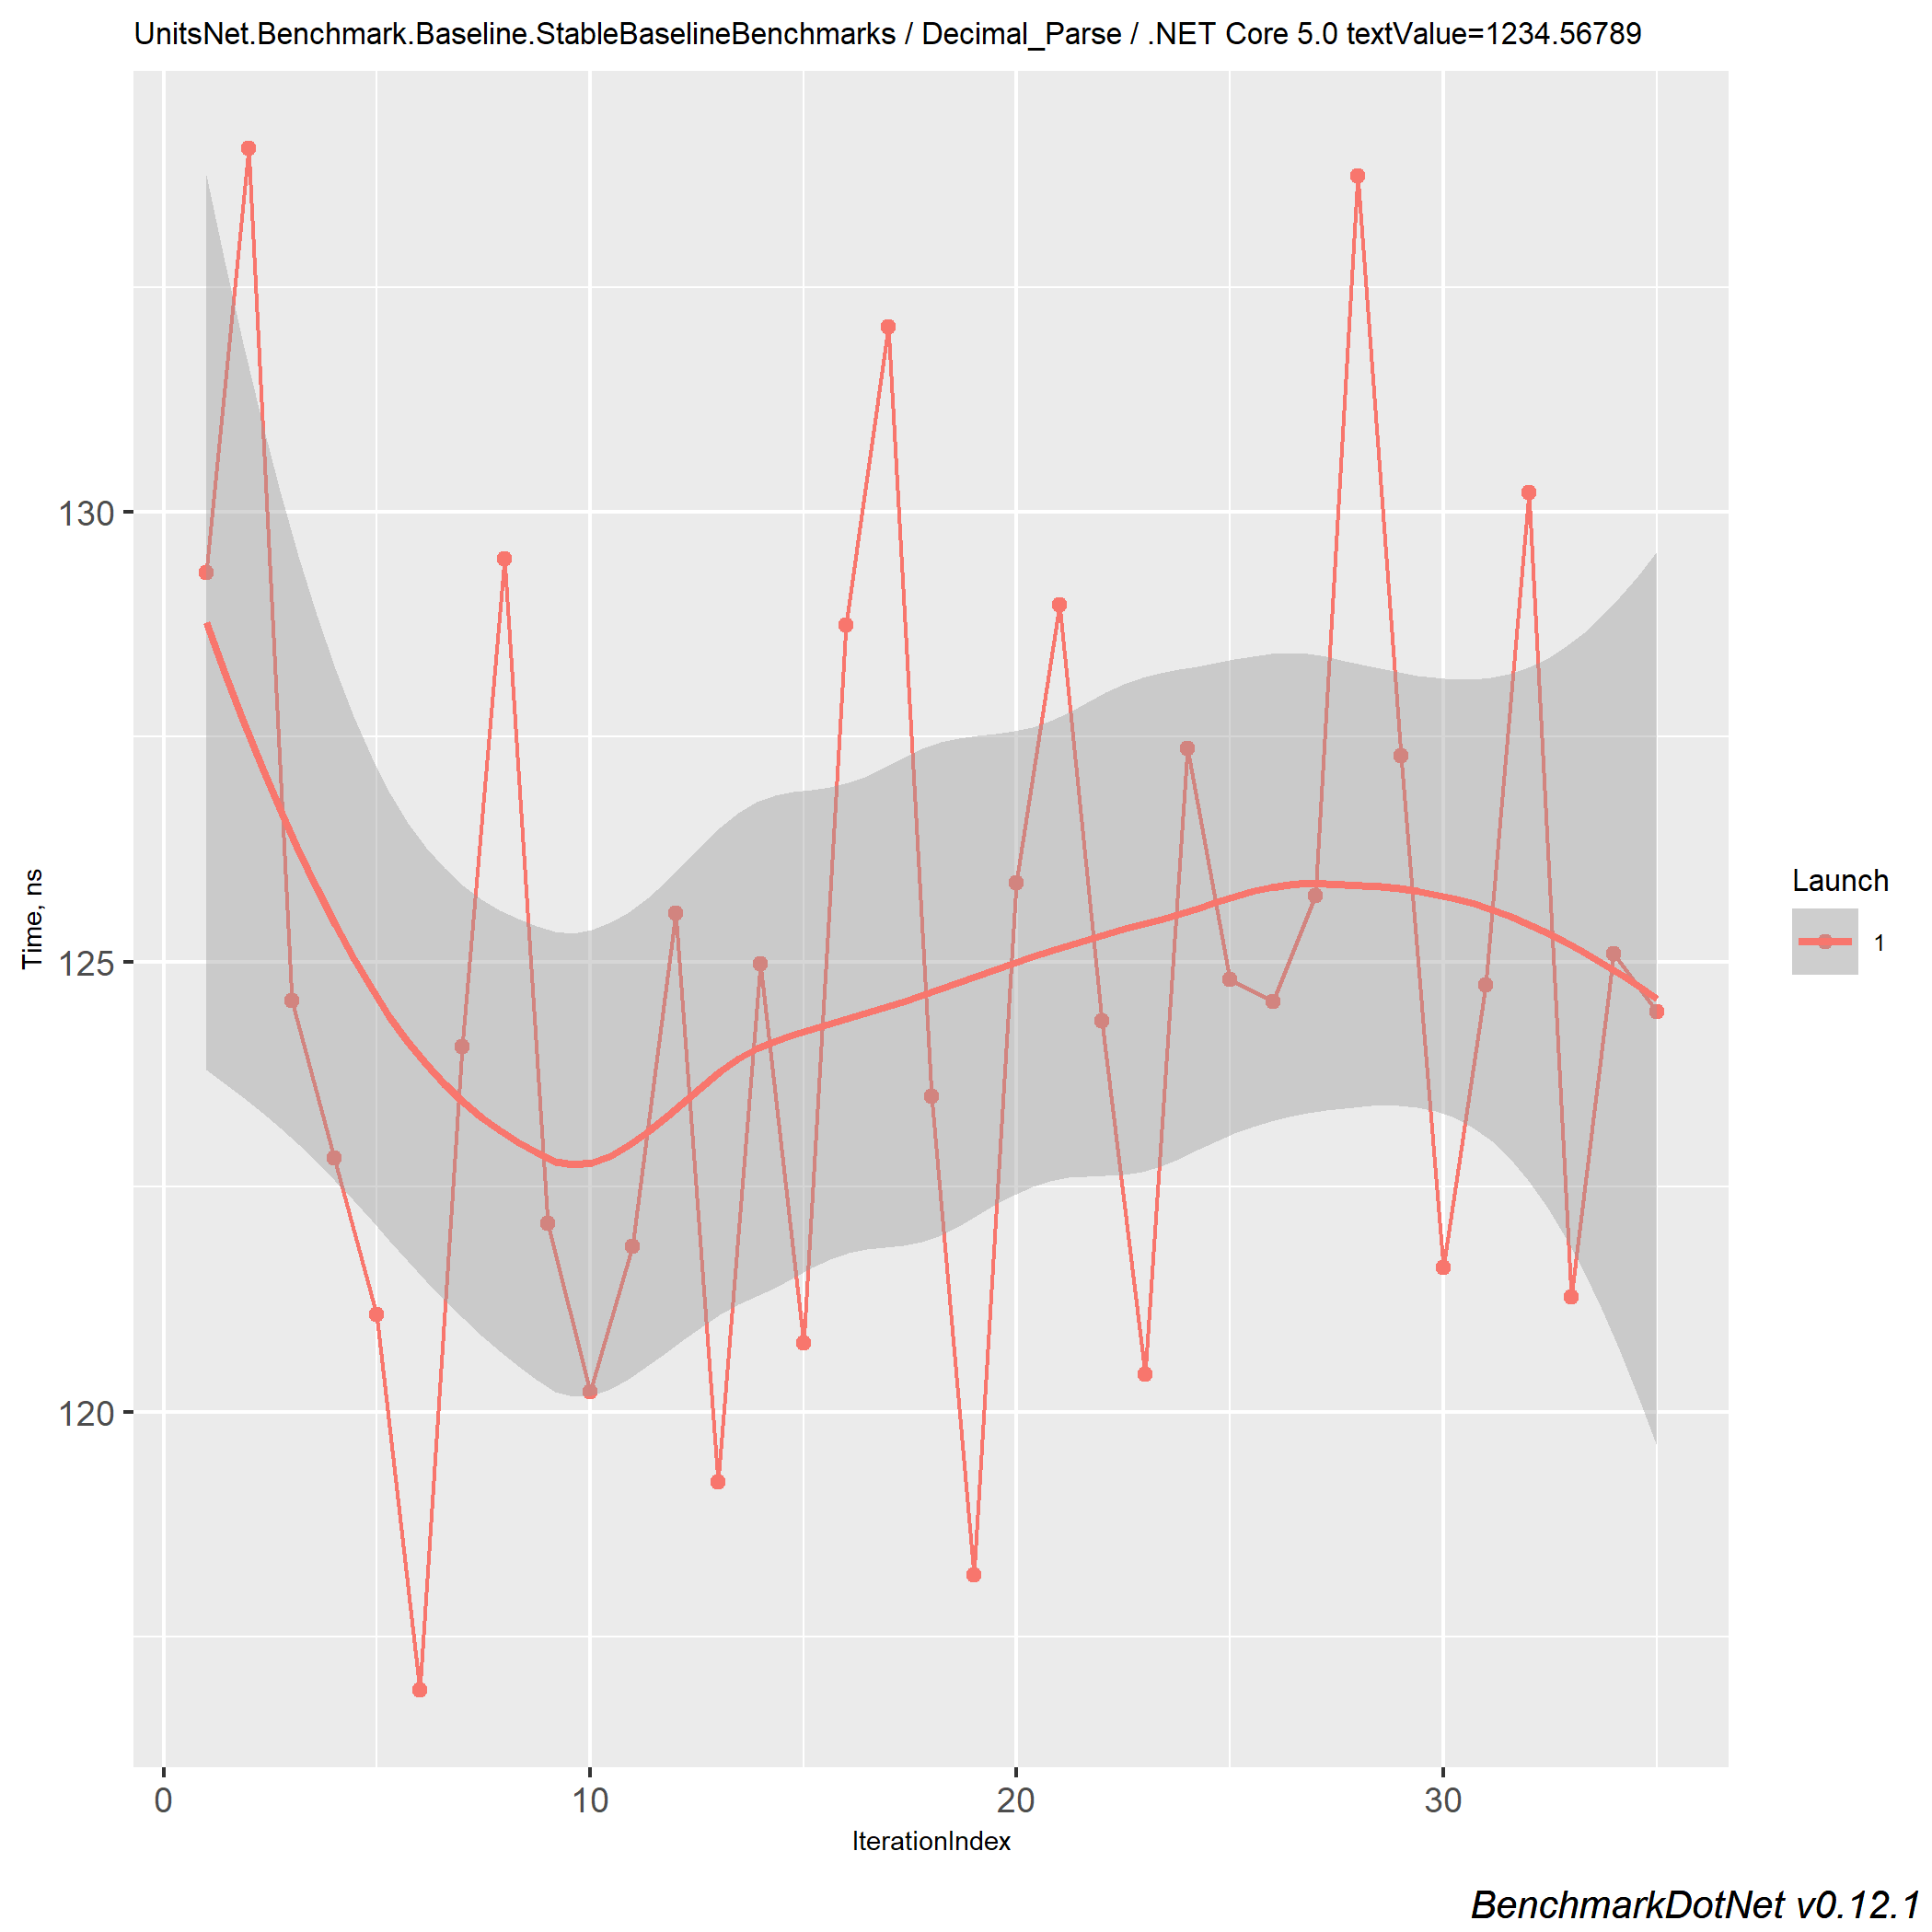 UnitsNet.Benchmark.Baseline.StableBaselineBenchmarks / Decimal_Parse / .NET Core 5.0 textValue=1234.56789
130
125
120
Time, ns
0 10 20 30
IterationIndex
Launch
1
BenchmarkDotNet v0.12.1